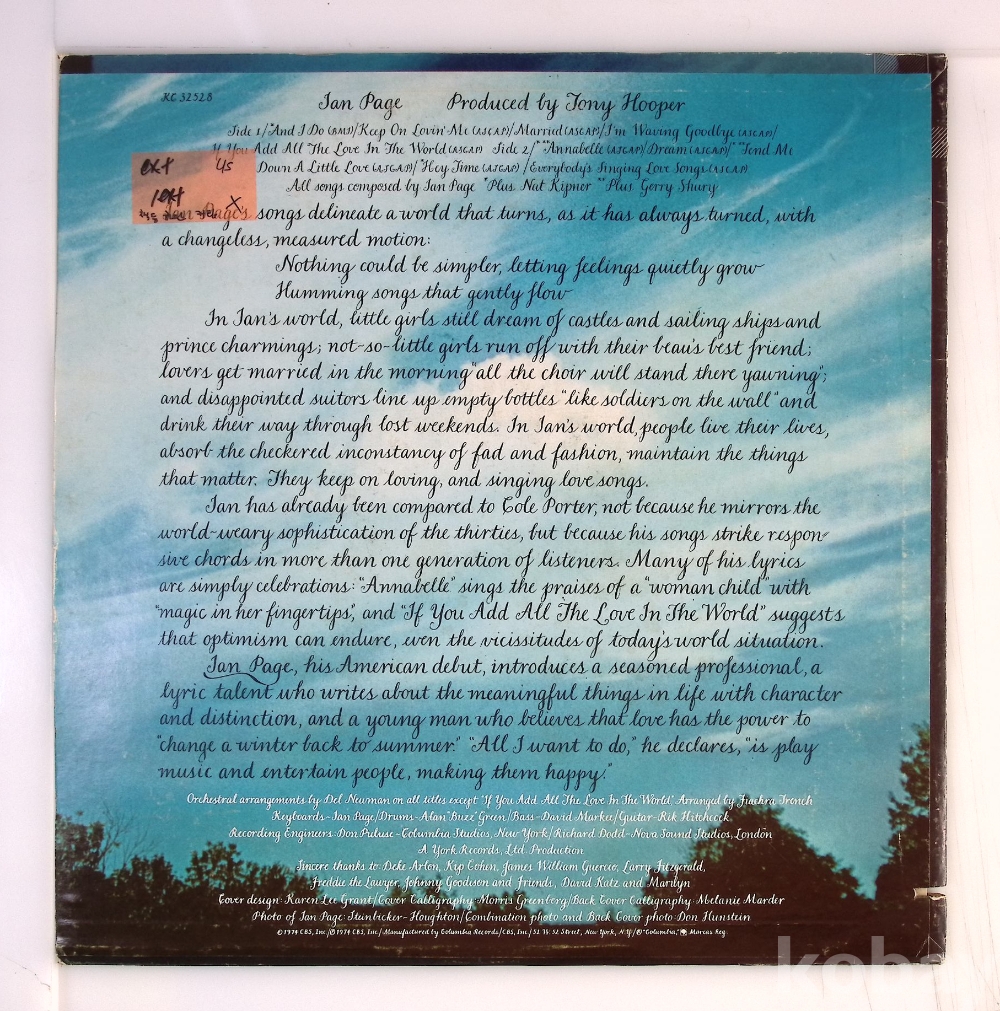 KC 32528
Ian Page Produced by Tony Hooper
Side 1/*And I Do (BMI)/Keep On Lovin' Me (ASCAP)/Married (ASCAP)/I'm Waving Goodbye (ASCAP)/
If You Add All The Love In The World (ASCAP) Side 2/**Annabelle (ASCAP)/Dream (ASCAP)/**Send Me
Down A Little Love (ASCAP)/*Hey Time (ASCAP)/Everybody's Singing Love Songs (ASCAP)
All songs composed by Ian Page *Plus Nat Kipner **Plus Gerry Shury
ext 45
Ian Page's songs delineate a world that turns, as it has always turned, with
a changeless, measured motion:
Nothing could be simpler, letting feelings quietly grow
Humming songs that gently flow
In Ian's world, little girls still dream of castles and sailing ships and
prince charmings; not-so-little girls run off with their beau's best friend;
lovers get married in the morning "all the choir will stand there yawning";
and disappointed suitors line up empty bottles "like soldiers on the wall" and
drink their way through lost weekends. In Ian's world, people live their lives,
absorb the checkered inconstancy of fad and fashion, maintain the things
that matter. They keep on loving, and singing love songs.
Ian has already been compared to Cole Porter, not because he mirrors the
world-weary sophistication of the thirties, but because his songs strike respon-
sive chords in more than one generation of listeners. Many of his lyrics
are simply celebrations: "Annabelle" sings the praises of a "woman child" with
"magic in her fingertips", and "If You Add All The Love In The World" suggests
that optimism can endure, even the vicissitudes of today's world situation.
Ian Page, his American debut, introduces a seasoned professional, a
lyric talent who writes about the meaningful things in life with character
and distinction, and a young man who believes that love has the power to
"change a winter back to summer." "All I want to do," he declares, "is play
music and entertain people, making them happy."
Orchestral arrangements by Del Newman on all titles except "If You Add All The Love In The World" Arranged by Fiachra Trench
Keyboards-Ian Page/Drums-Alan "Buzz" Green/Bass-David Markee/Guitar-Rik Hitchcock
Recording Engineers: Don Puluse-Columbia Studios, New York/Richard Dodd-Nova Sound Studios, London
A York Records, Ltd. Production
Sincere thanks to: Deke Arlon, Kip Cohen, James William Guercio, Larry Fitzgerald,
Freddie the Lawyer, Johnny Goodison and Friends, David Katz and Marilyn
Cover design: Karen Lee Grant/Cover Calligraphy: Morris Greenberg/Back Cover Calligraphy: Melanie Marder
Photo of Ian Page: Steinbicker-Houghton/Combination photo and Back Cover photo: Don Hunstein
© 1974 CBS, Inc./℗ 1974 CBS, Inc./Manufactured by Columbia Records/CBS, Inc./51 W. 52 Street, New York, N.Y./® "Columbia," Marcas Reg.